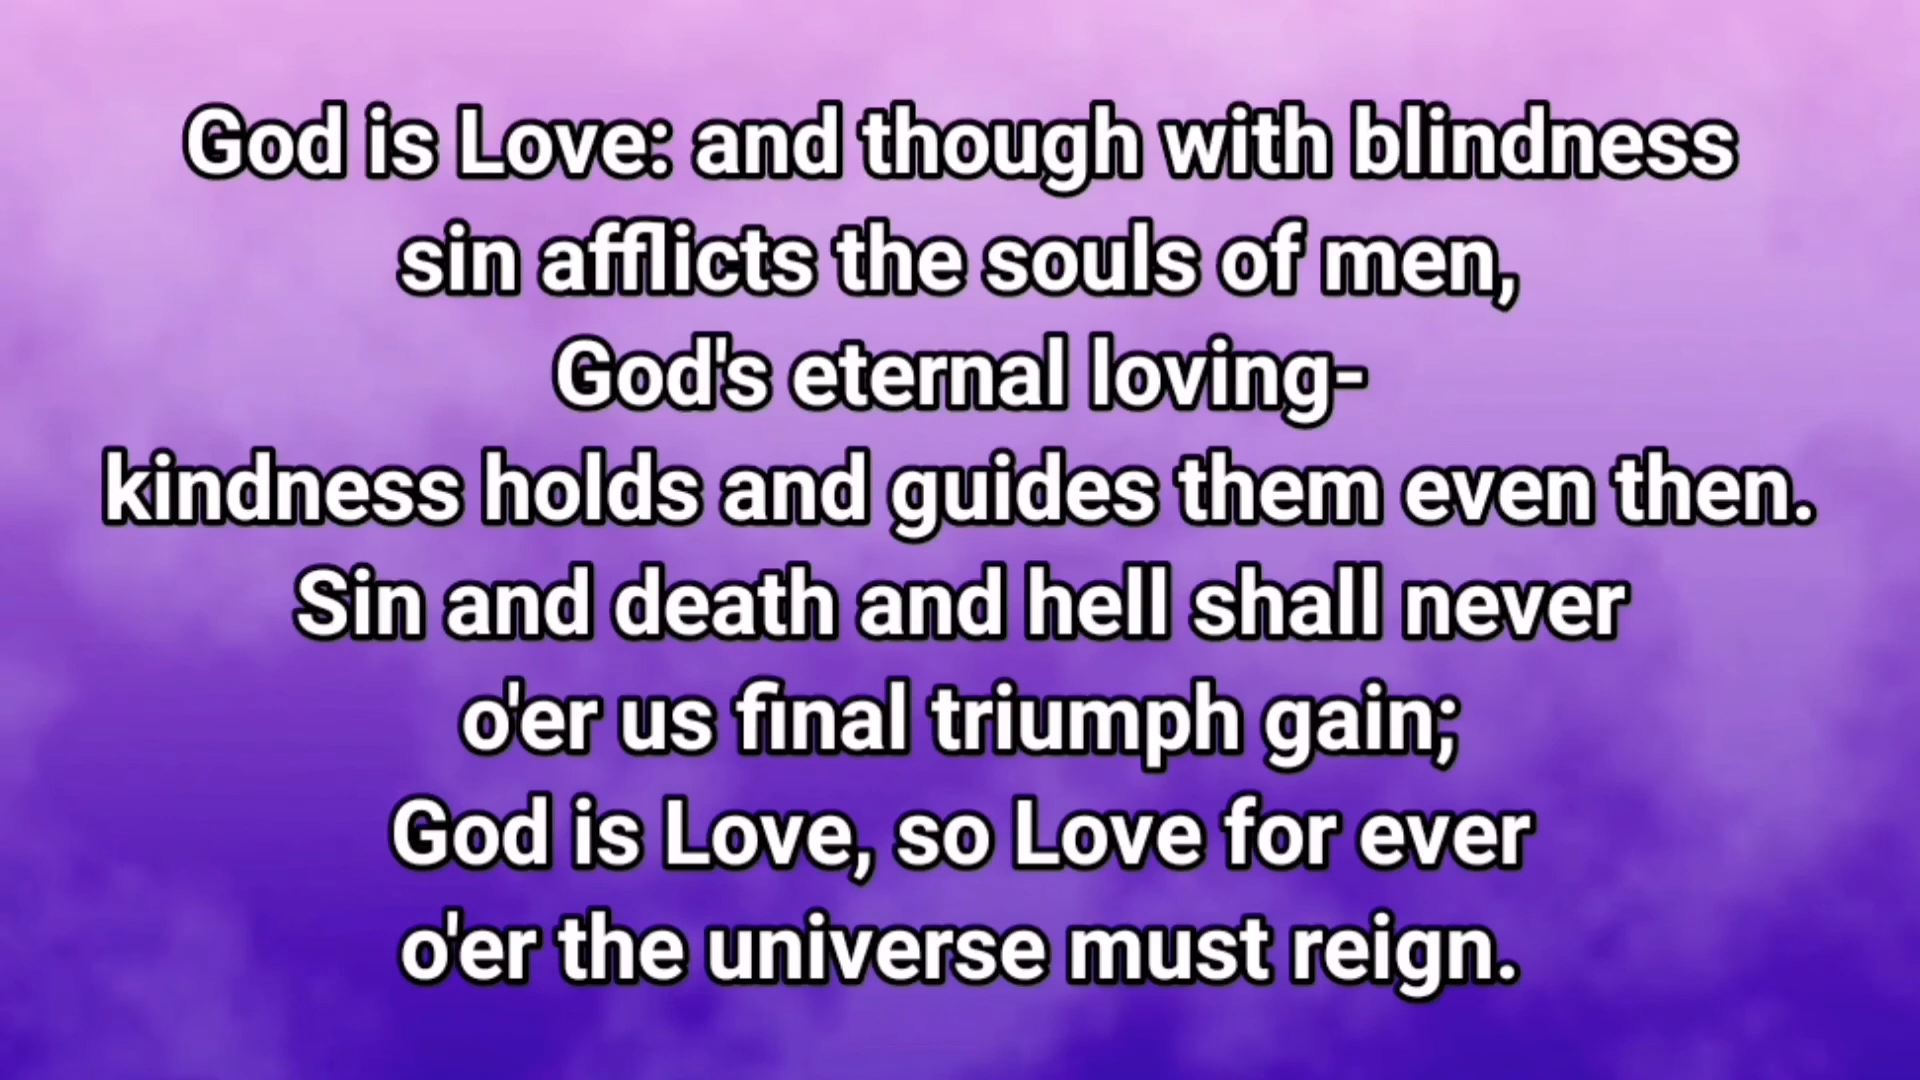 God is Love: and though with blindness
sin afflicts the souls of men,
God's eternal loving-
kindness holds and guides them even then.
Sin and death and hell shall never
o'er us final triumph gain;
God is Love, so Love for ever
o'er the universe must reign.